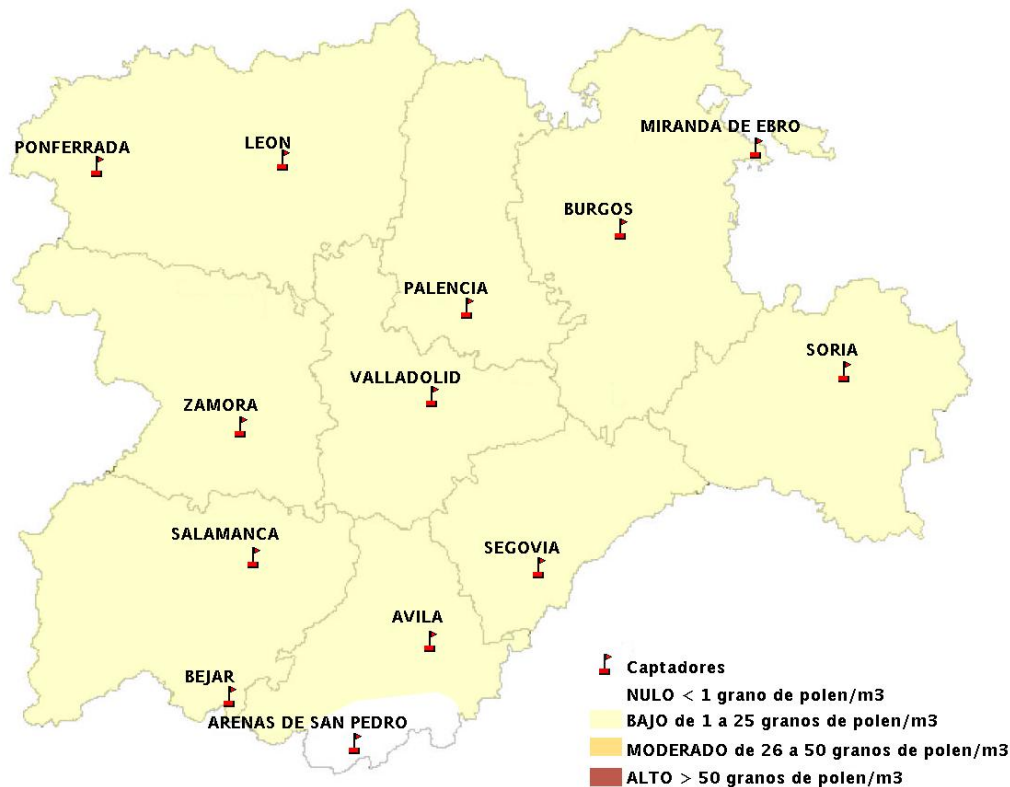 MIRANDA DE EBRO
PONFERRADA
LEON
BURGOS
PALENCIA
SORIA
VALLADOLID
ZAMORA
SALAMANCA
SEGOVIA
AVILA
BEJAR
ARENAS DE SAN PEDRO
Captadores
NULO < 1 grano de polen/m3
BAJO de 1 a 25 granos de polen/m3
MODERADO de 26 a 50 granos de polen/m3
ALTO > 50 granos de polen/m3